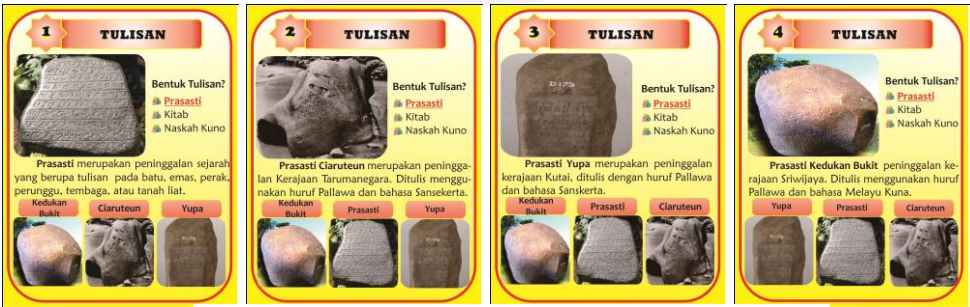 1
TULISAN
Bentuk Tulisan?
Prasasti
Kitab
Naskah Kuno
Prasasti merupakan peninggalan sejarah
yang berupa tulisan pada batu, emas, perak,
perunggu, tembaga, atau tanah liat.
Kedukan
Bukit
Ciaruteun
Yupa
2
TULISAN
Bentuk Tulisan?
Prasasti
Kitab
Naskah Kuno
Prasasti Ciaruteun merupakan peningga-
lan Kerajaan Tarumanegara. Ditulis menggu-
nakan huruf Pallawa dan bahasa Sansekerta.
Kedukan
Bukit
Prasasti
Yupa
3
TULISAN
D 175
Bentuk Tulisan?
Prasasti
Kitab
Naskah Kuno
Prasasti Yupa merupakan peninggalan
kerajaan Kutai, ditulis dengan huruf Pallawa
dan bahasa Sanskerta.
Kedukan
Bukit
Prasasti
Ciaruteun
4
TULISAN
Bentuk Tulisan?
Prasasti
Kitab
Naskah Kuno
Prasasti Kedukan Bukit peninggalan ke-
rajaan Sriwijaya. Ditulis menggunakan huruf
Pallawa dan bahasa Melayu Kuna.
Yupa
Prasasti
Ciaruteun